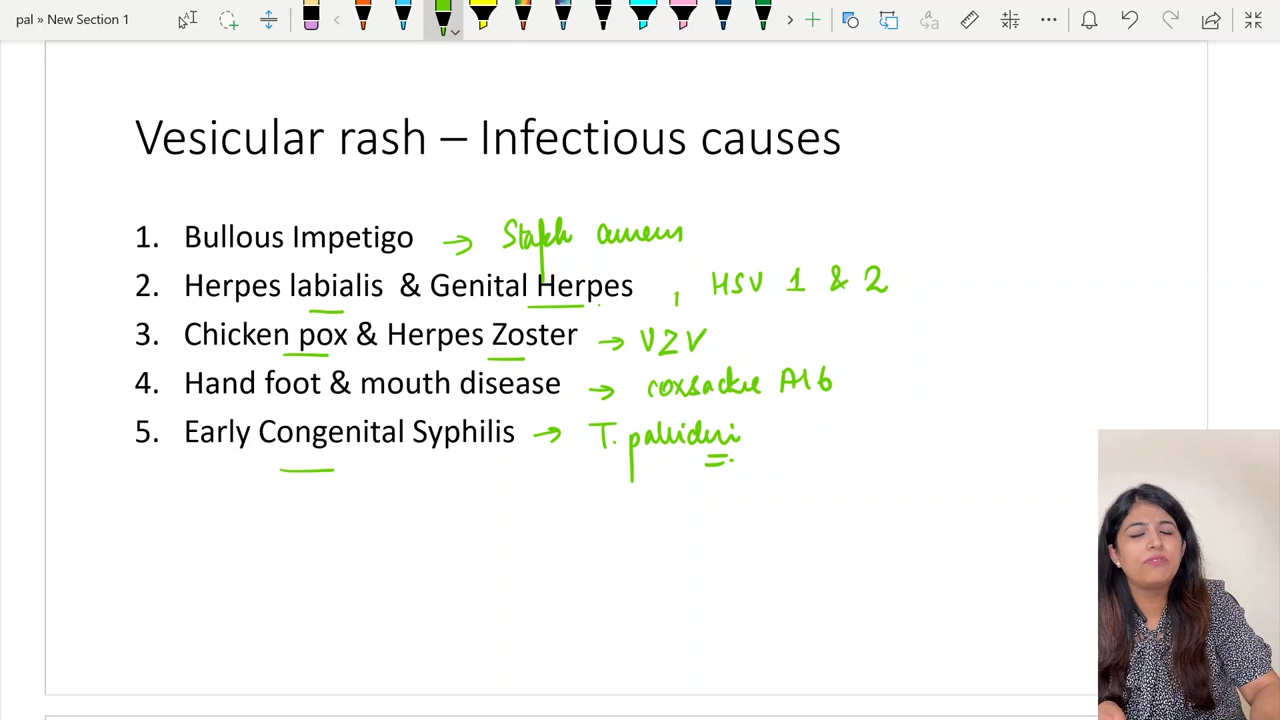 pal » New Section 1
Vesicular rash – Infectious causes
1. Bullous Impetigo → Staph aureus
2. Herpes labialis & Genital Herpes , HSV 1 & 2
3. Chicken pox & Herpes Zoster → VZV
4. Hand foot & mouth disease → coxsackie A16
5. Early Congenital Syphilis → T.